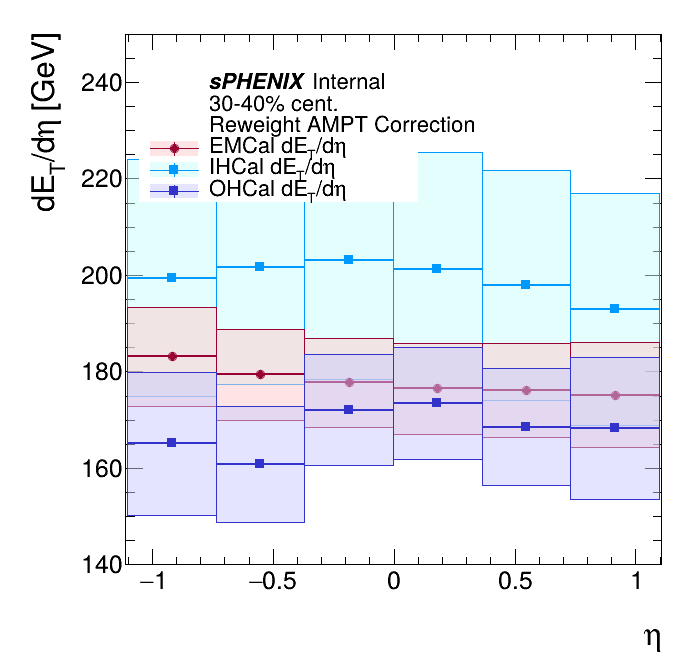 dE_T/dη [GeV]
240
220
200
180
160
140
sPHENIX Internal
30-40% cent.
Reweight AMPT Correction
EMCal dE_T/dη
IHCal dE_T/dη
OHCal dE_T/dη
−1 −0.5 0 0.5 1
η